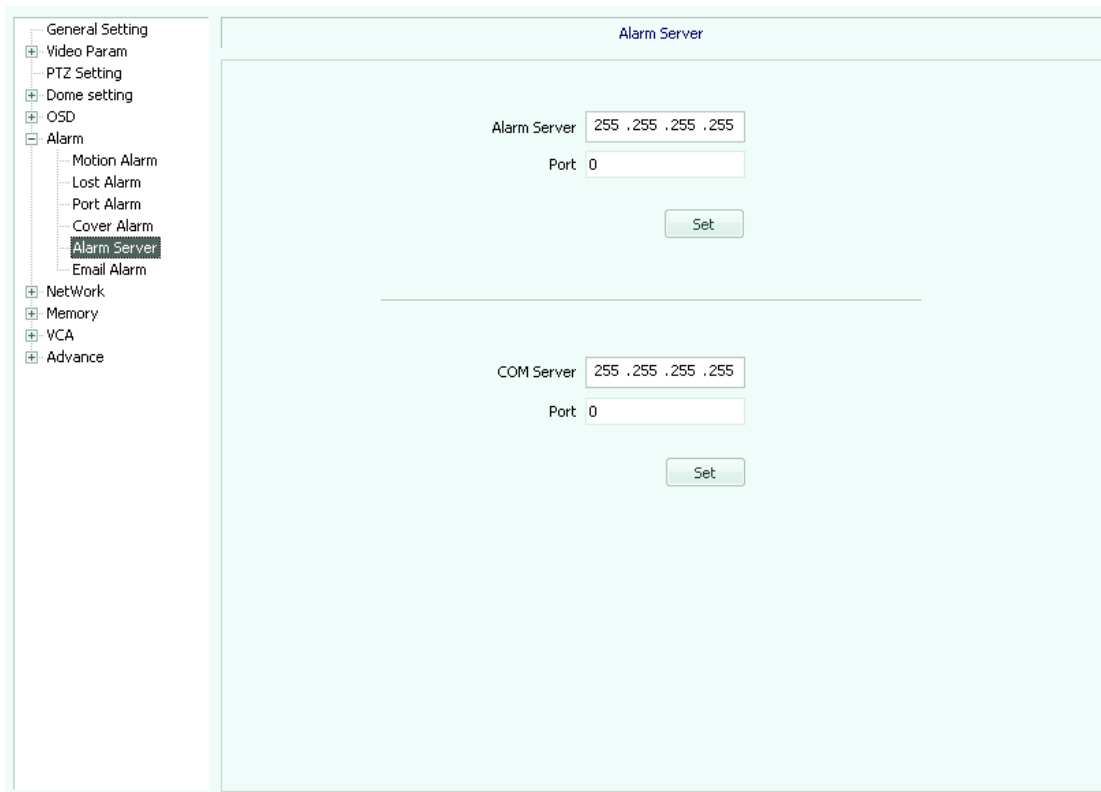 General Setting
Video Param
PTZ Setting
Dome setting
OSD
Alarm
Motion Alarm
Lost Alarm
Port Alarm
Cover Alarm
Alarm Server
Email Alarm
NetWork
Memory
VCA
Advance
Alarm Server
Alarm Server 255 .255 .255 .255
Port 0
Set
COM Server 255 .255 .255 .255
Port 0
Set